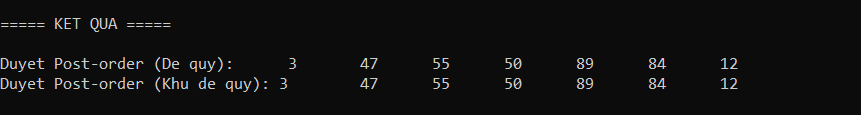 ===== KET QUA =====
Duyet Post-order (De quy): 3 47 55 50 89 84 12
Duyet Post-order (Khu de quy): 3 47 55 50 89 84 12